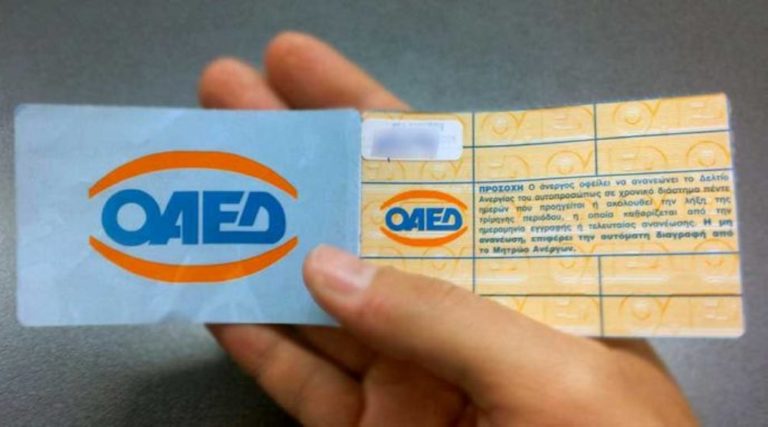 ΟΑΕΔ
ΟΑΕΔ
ΠΡΟΣΟΧΗ Ο άνεργος οφείλει να ανανεώνει το Δελτίο
Ανεργίας του αυτοπροσώπως σε χρονικό διάστημα πέντε
ημερών που προηγείται ή ακολουθεί την λήξη της
τρίμηνης περιόδου, η οποία καθορίζεται από την
ημερομηνία εγγραφής ή τελευταίας ανανέωσης. Η μη
ανανέωση, επιφέρει την αυτόματη διαγραφή από
το Μητρώο Ανέργων.